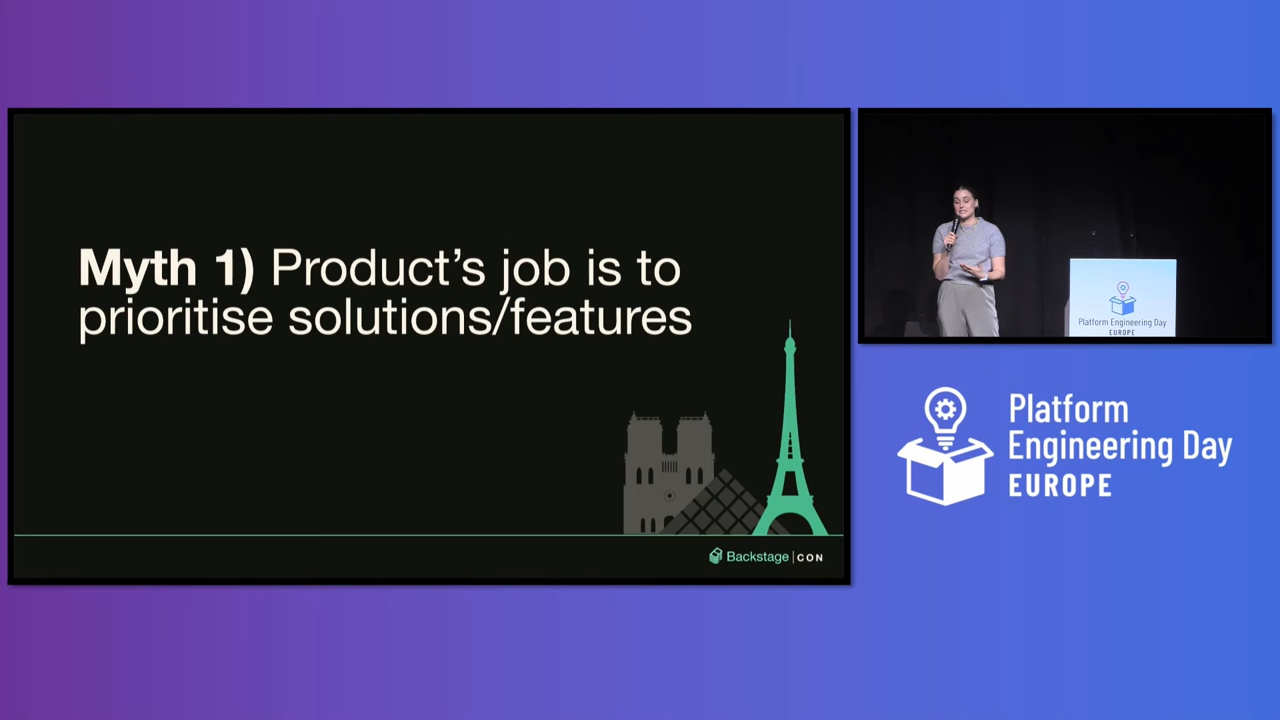 Myth 1) Product’s job is to
prioritise solutions/features
Backstage | CON
Platform Engineering Day
EUROPE
Platform
Engineering Day
EUROPE